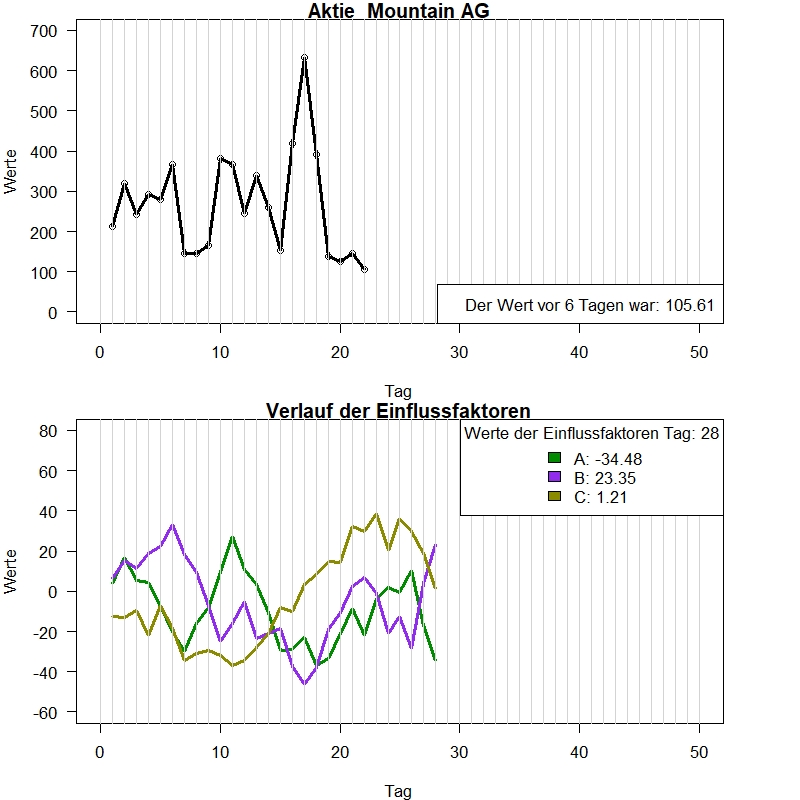 Aktie  Mountain AG
700
600
500
400
300
200
100
0
Werte
Der Wert vor 6 Tagen war: 105.61
0 10 20 30 40 50
Tag
Verlauf der Einflussfaktoren
80
60
40
20
0
-20
-40
-60
Werte
Werte der Einflussfaktoren Tag: 28
A: -34.48
B: 23.35
C: 1.21
0 10 20 30 40 50
Tag